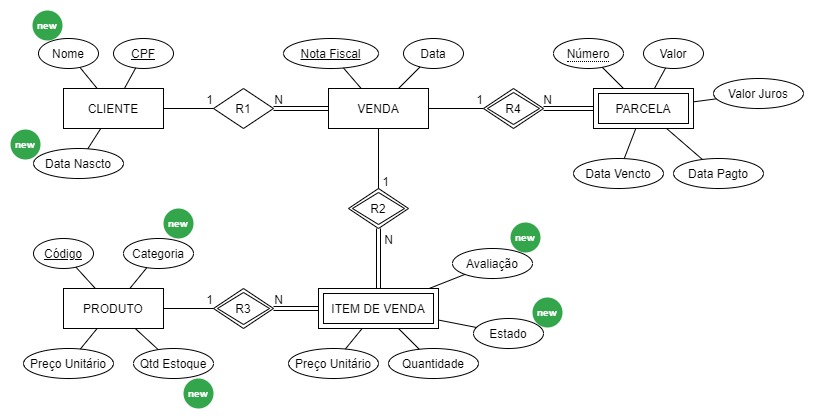 new
Nome
CPF
Nota Fiscal
Data
Número
Valor
CLIENTE
1
R1
N
VENDA
1
R4
N
PARCELA
Valor Juros
new
Data Nascto
Data Vencto
Data Pagto
1
R2
N
new
Código
Categoria
new
Avaliação
PRODUTO
1
R3
N
ITEM DE VENDA
new
Estado
Preço Unitário
Qtd Estoque
Preço Unitário
Quantidade
new